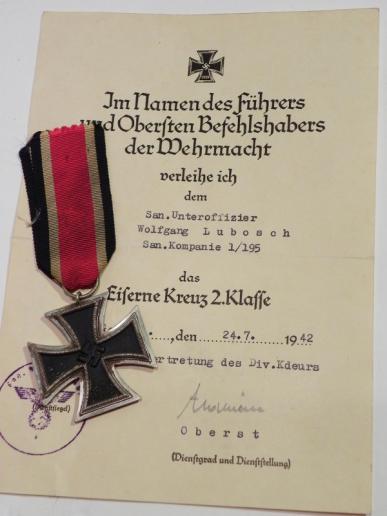 Im Namen des Führers
und Obersten Befehlshabers
der Wehrmacht
verleihe ich
dem
San.Unteroffizier
Wolfgang Lubosch
San.Kompanie 1/195
das
Eiserne Kreuz 2.Klasse
,den 24.7. 1942
des Div.Kdeurs
Oberst
(Dienstgrad und Dienststellung)